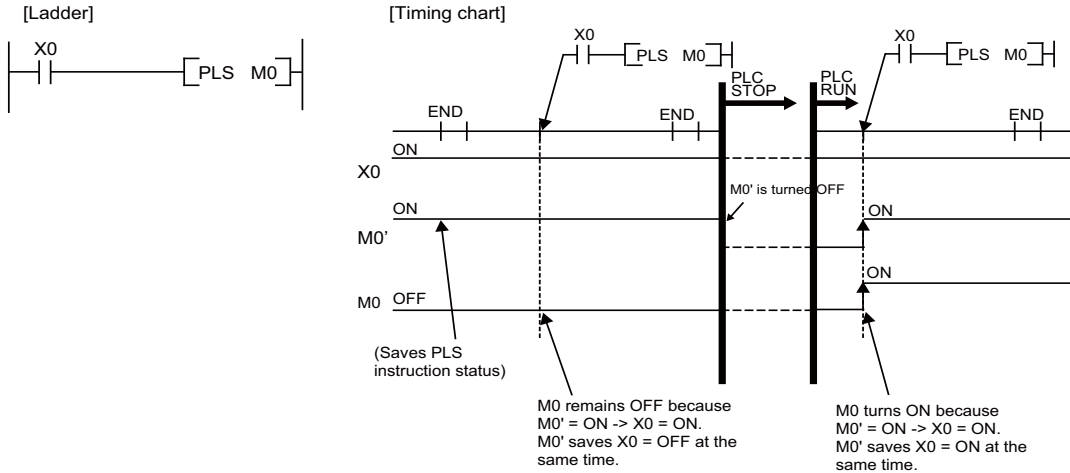 [Ladder]
X0
PLS M0
[Timing chart]
X0
PLS M0
PLC
STOP
PLC
RUN
X0
PLS M0
END
END
END
X0
ON
M0' is turned OFF
M0'
ON
ON
M0
OFF
ON
(Saves PLS
instruction status)
M0 remains OFF because
M0' = ON -> X0 = ON.
M0' saves X0 = OFF at the
same time.
M0 turns ON because
M0' = ON -> X0 = ON.
M0' saves X0 = ON at the
same time.